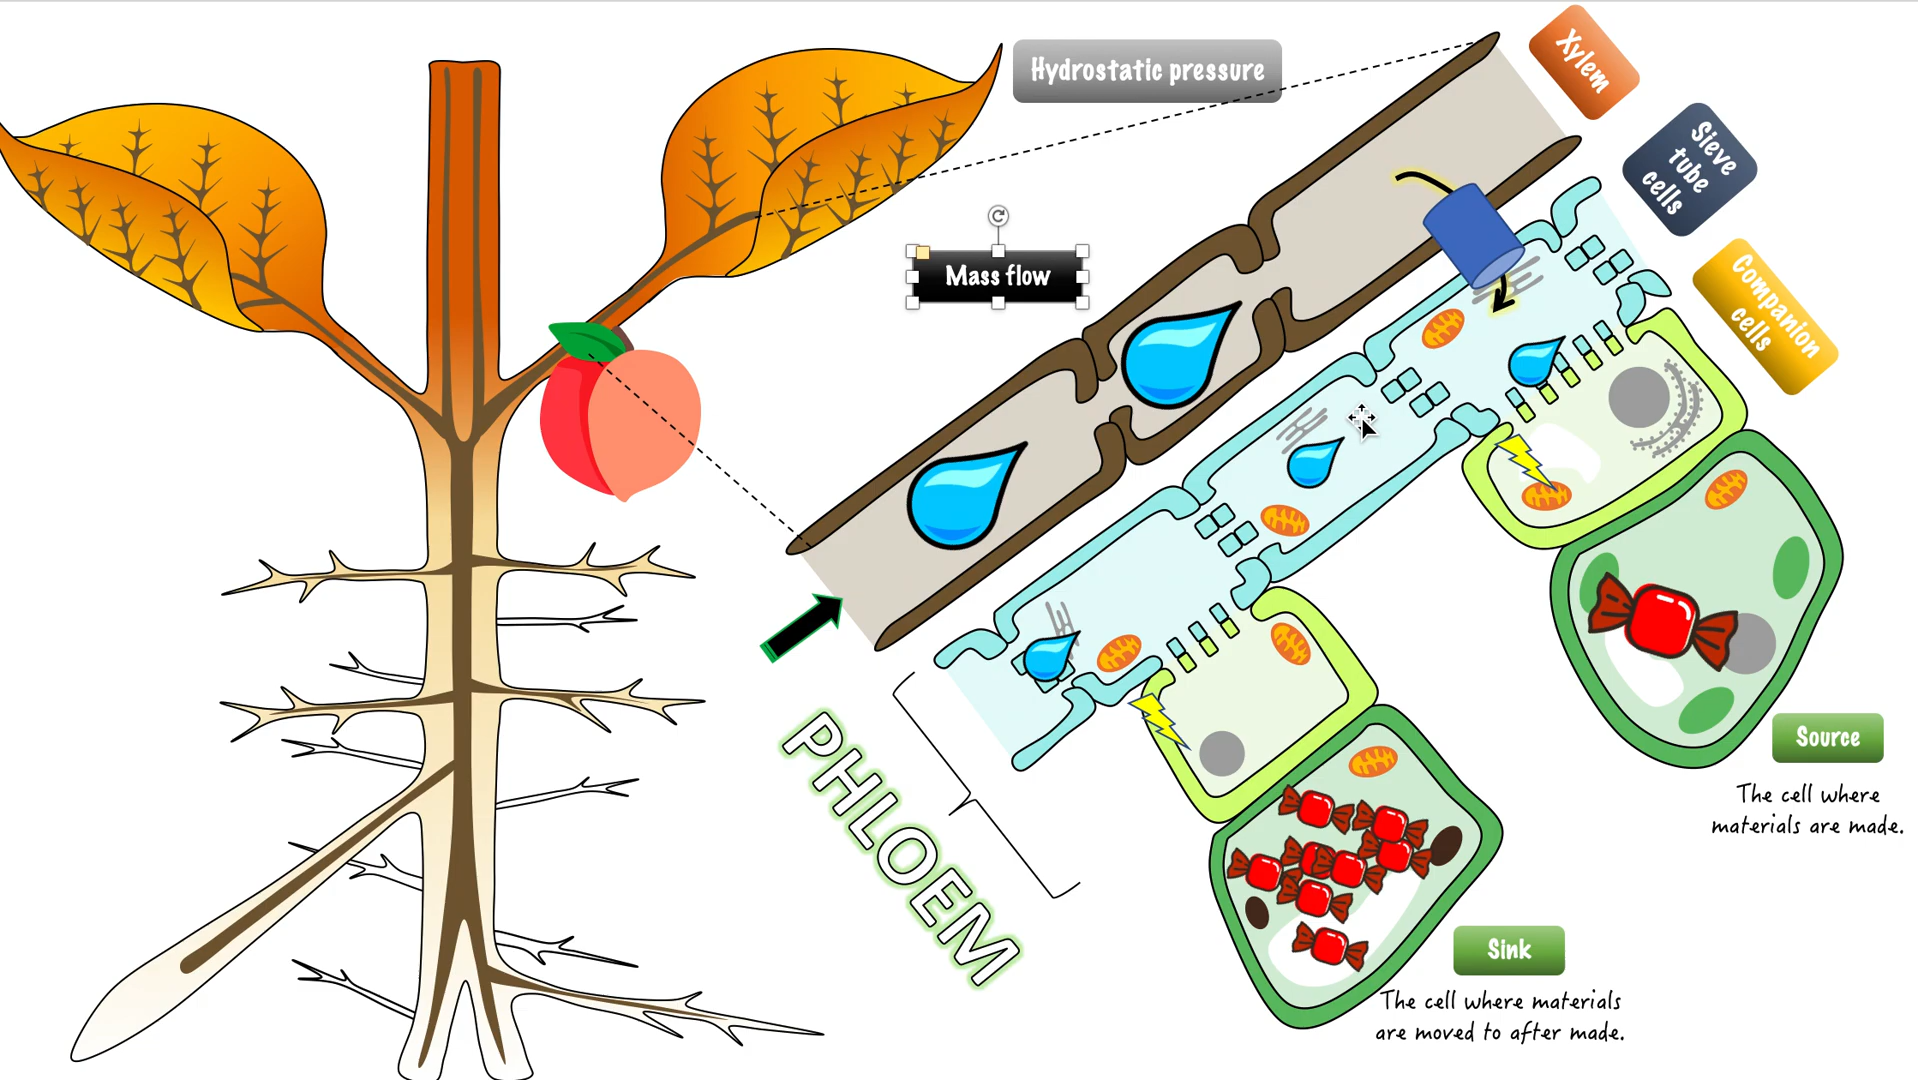 Hydrostatic pressure
Xylem
Sieve
tube
cells
Mass flow
Companion
cells
PHLOEM
Source
The cell where
materials are made.
Sink
The cell where materials
are moved to after made.